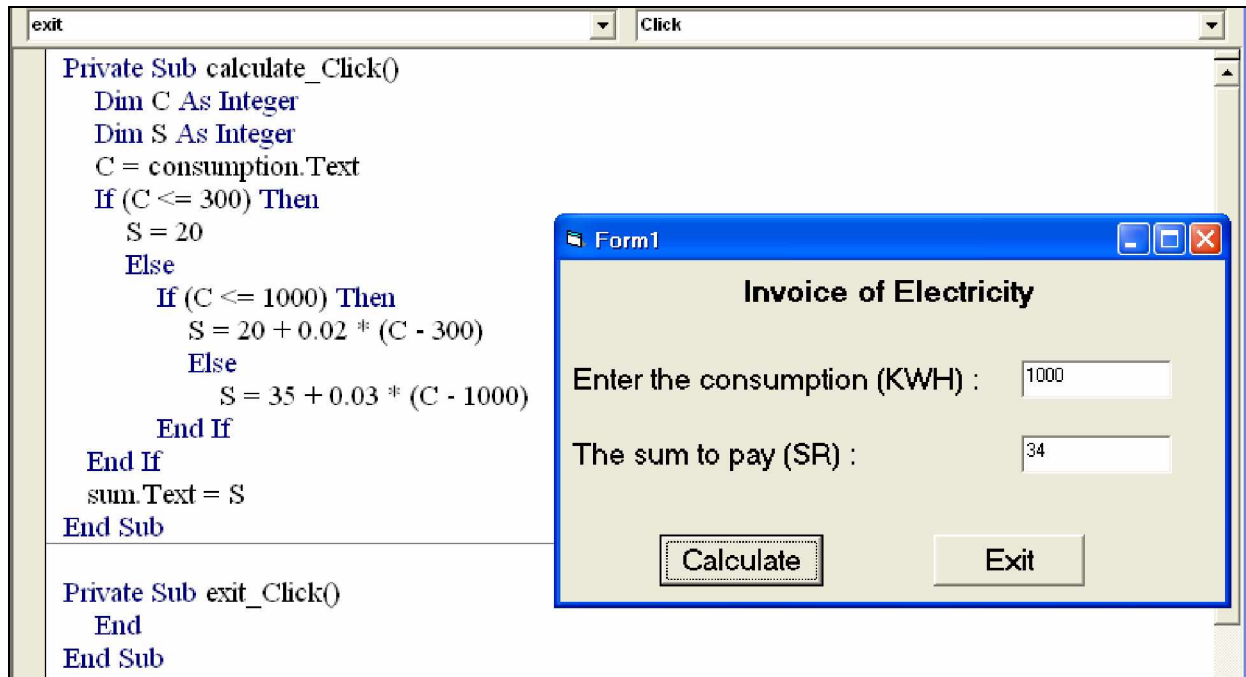 exit Click
Private Sub calculate_Click()
Dim C As Integer
Dim S As Integer
C = consumption.Text
If (C <= 300) Then
S = 20
Else
If (C <= 1000) Then
S = 20 + 0.02 * (C - 300)
Else
S = 35 + 0.03 * (C - 1000)
End If
End If
sum.Text = S
End Sub
Private Sub exit_Click()
End
End Sub
Form1
Invoice of Electricity
Enter the consumption (KWH) : 1000
The sum to pay (SR) : 34
Calculate Exit